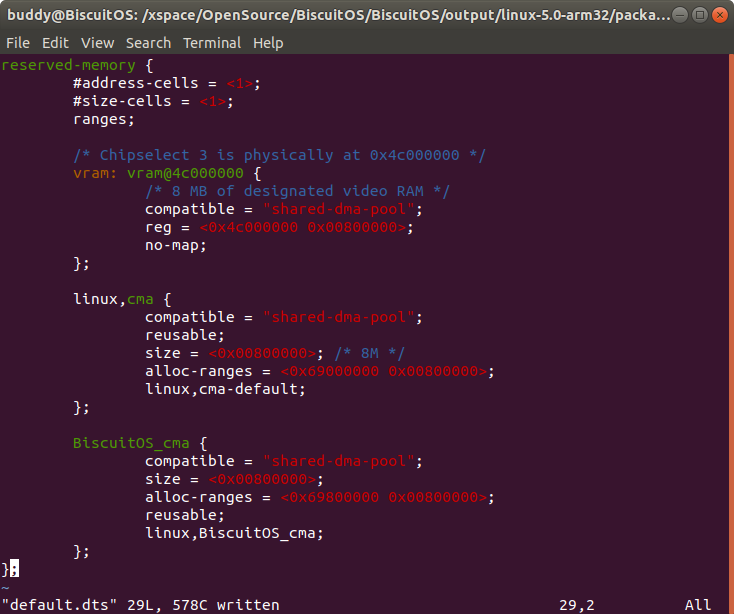 buddy@BiscuitOS: /xspace/OpenSource/BiscuitOS/BiscuitOS/output/linux-5.0-arm32/packa...
File Edit View Search Terminal Help
reserved-memory {
        #address-cells = <1>;
        #size-cells = <1>;
        ranges;

        /* Chipselect 3 is physically at 0x4c000000 */
        vram: vram@4c000000 {
                /* 8 MB of designated video RAM */
                compatible = "shared-dma-pool";
                reg = <0x4c000000 0x00800000>;
                no-map;
        };

        linux,cma {
                compatible = "shared-dma-pool";
                reusable;
                size = <0x00800000>; /* 8M */
                alloc-ranges = <0x69000000 0x00800000>;
                linux,cma-default;
        };

        BiscuitOS_cma {
                compatible = "shared-dma-pool";
                size = <0x00800000>;
                alloc-ranges = <0x69800000 0x00800000>;
                reusable;
                linux,BiscuitOS_cma;
        };
};
~
"default.dts" 29L, 578C written 29,2 All